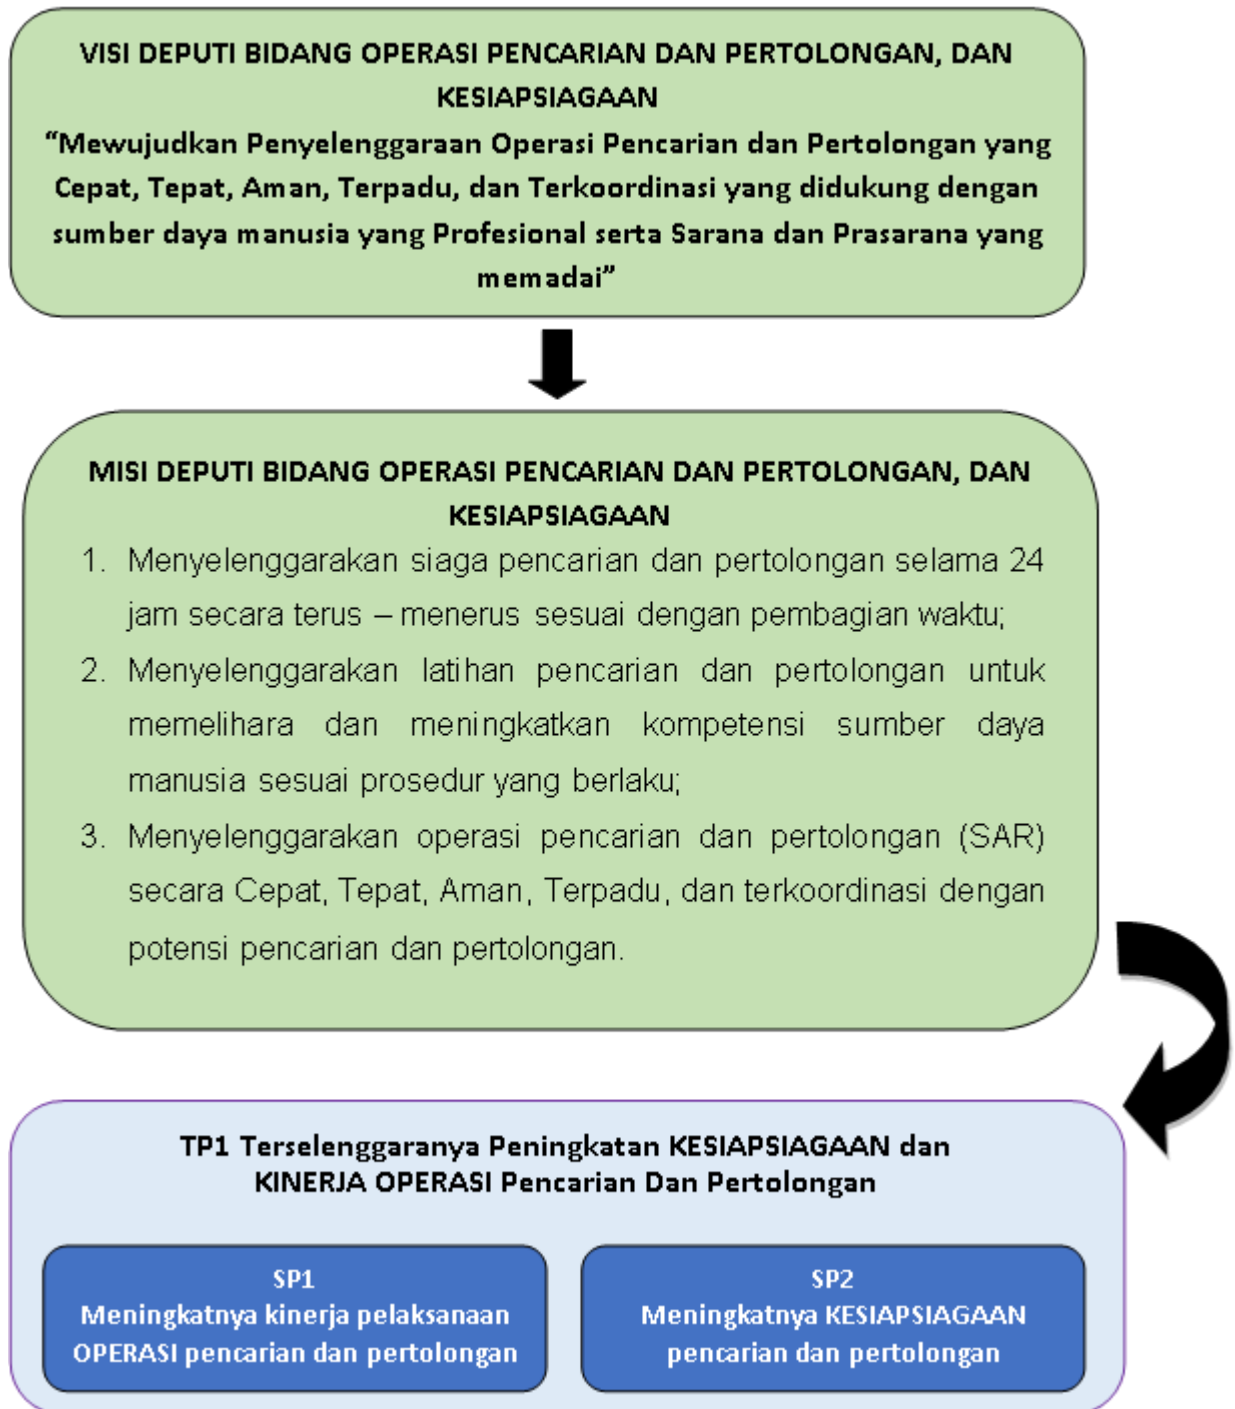 VISI DEPUTI BIDANG OPERASI PENCARIAN DAN PERTOLONGAN, DAN
KESIAPSIAGAAN
“Mewujudkan Penyelenggaraan Operasi Pencarian dan Pertolongan yang
Cepat, Tepat, Aman, Terpadu, dan Terkoordinasi yang didukung dengan
sumber daya manusia yang Profesional serta Sarana dan Prasarana yang
memadai”
MISI DEPUTI BIDANG OPERASI PENCARIAN DAN PERTOLONGAN, DAN
KESIAPSIAGAAN
1. Menyelenggarakan siaga pencarian dan pertolongan selama 24
jam secara terus – menerus sesuai dengan pembagian waktu;
2. Menyelenggarakan latihan pencarian dan pertolongan untuk
memelihara dan meningkatkan kompetensi sumber daya
manusia sesuai prosedur yang berlaku;
3. Menyelenggarakan operasi pencarian dan pertolongan (SAR)
secara Cepat, Tepat, Aman, Terpadu, dan terkoordinasi dengan
potensi pencarian dan pertolongan.
TP1 Terselenggaranya Peningkatan KESIAPSIAGAAN dan
KINERJA OPERASI Pencarian Dan Pertolongan
SP1
Meningkatnya kinerja pelaksanaan
OPERASI pencarian dan pertolongan
SP2
Meningkatnya KESIAPSIAGAAN
pencarian dan pertolongan